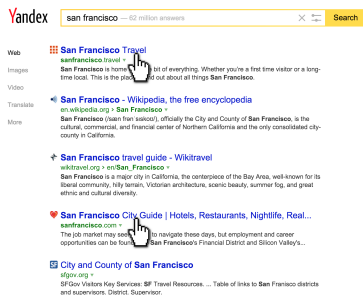 Yandex
san francisco — 62 million answers
Search
Web
Images
Video
Translate
More
San Francisco Travel
sanfrancisco.travel
San Francisco is home bit of everything. Whether you're a first time visitor or a long-
time local. This is the place out about all things San Francisco.
San Francisco - Wikipedia, the free encyclopedia
en.wikipedia.org › San Francisco
San Francisco officially the City and County of San Francisco, is the
cultural, commercial, and financial center of Northern California and the only consolidated city-
county in California.
San Francisco travel guide - Wikitravel
wikitravel.org › en/San_Francisco
San Francisco is a major city in California, the centerpiece of the Bay Area, well-known for its
liberal community, hilly terrain, Victorian architecture, scenic beauty, summer fog, and great
ethnic and cultural diversity.
San Francisco City Guide | Hotels, Restaurants, Nightlife, Real...
sanfrancisco.com
The job market may to navigate these days, but employment and career
opportunities can be San Francisco's Financial District and Silicon Valley's...
City and County of San Francisco
sfgov.org
SFGov Visitors Key Services: SF Travel Resources. ... Table of links to San Franisco districts
and supervisors. District. Supervisor.